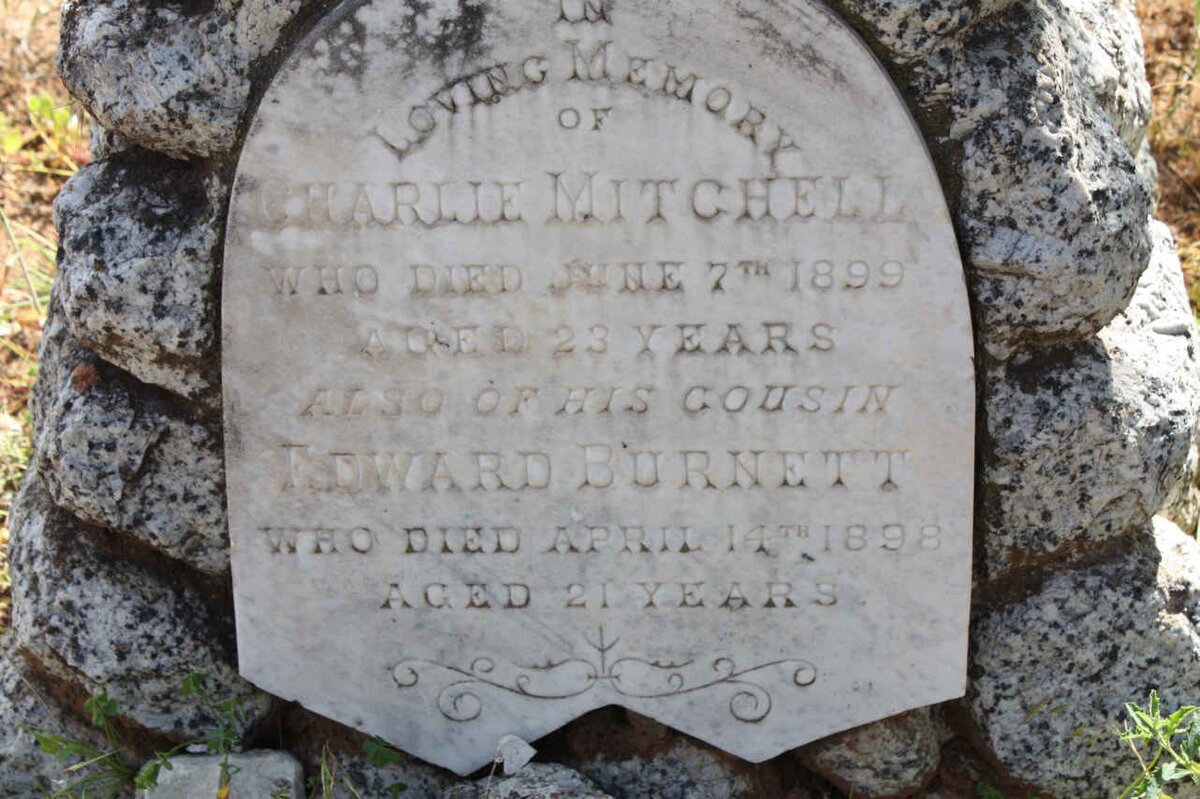 IN
LOVING MEMORY
OF
CHARLIE MITCHELL
WHO DIED JUNE 7TH 1899
AGED 23 YEARS
ALSO OF HIS COUSIN
EDWARD BURNETT
WHO DIED APRIL 14TH 1898
AGED 21 YEARS